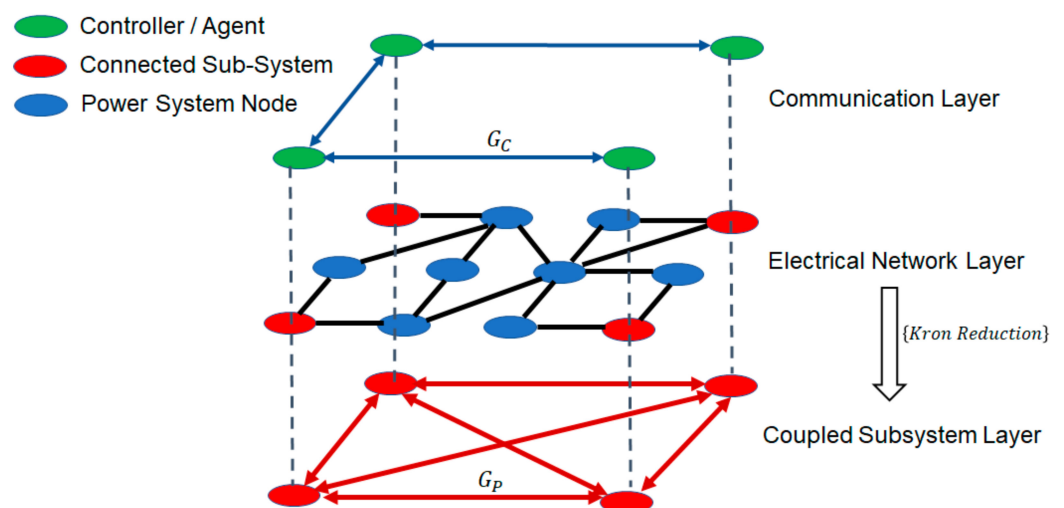 Controller / Agent
Connected Sub-System
Power System Node
Communication Layer
G_C
Electrical Network Layer
{Kron Reduction}
Coupled Subsystem Layer
G_P